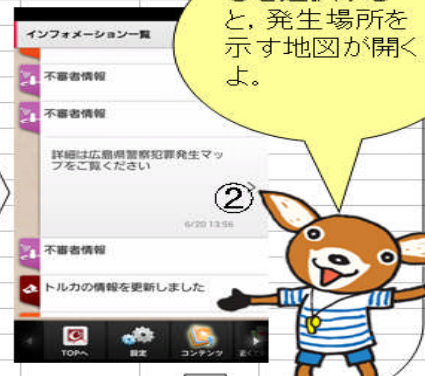 と，発生場所を
示す地図が開く
よ。
インフォメーション一覧
不審者情報
不審者情報
詳細は広島県警察犯罪発生マッ
プをご覧ください
②
6/20 13:56
不審者情報
トルカの情報を更新しました
TOPへ
設定
コンテンツ